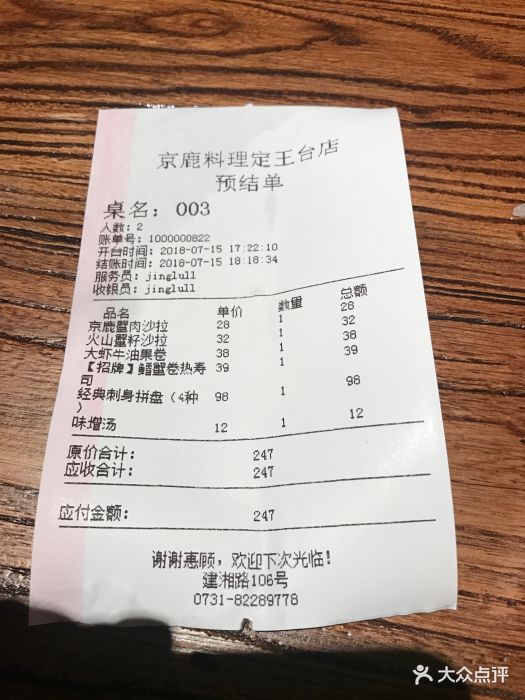 京鹿料理定王台店
预结单
桌名: 003
人数: 2
账单号: 1000000822
开台时间: 2018-07-15 17:22:10
结账时间: 2018-07-15 18:18:34
服务员: jinglu11
收银员: jinglu11
品名 单价 数量 总额
京鹿蟹肉沙拉 28 1 28
火山蟹籽沙拉 32 1 32
大虾牛油果卷 38 1 38
【招牌】鳕蟹卷热寿 39 1 39
司
经典刺身拼盘 (4种 98 1 98
)
味增汤 12 1 12
原价合计: 247
应收合计: 247
应付金额: 247
谢谢惠顾, 欢迎下次光临!
建湘路106号
0731-82289778
大众点评